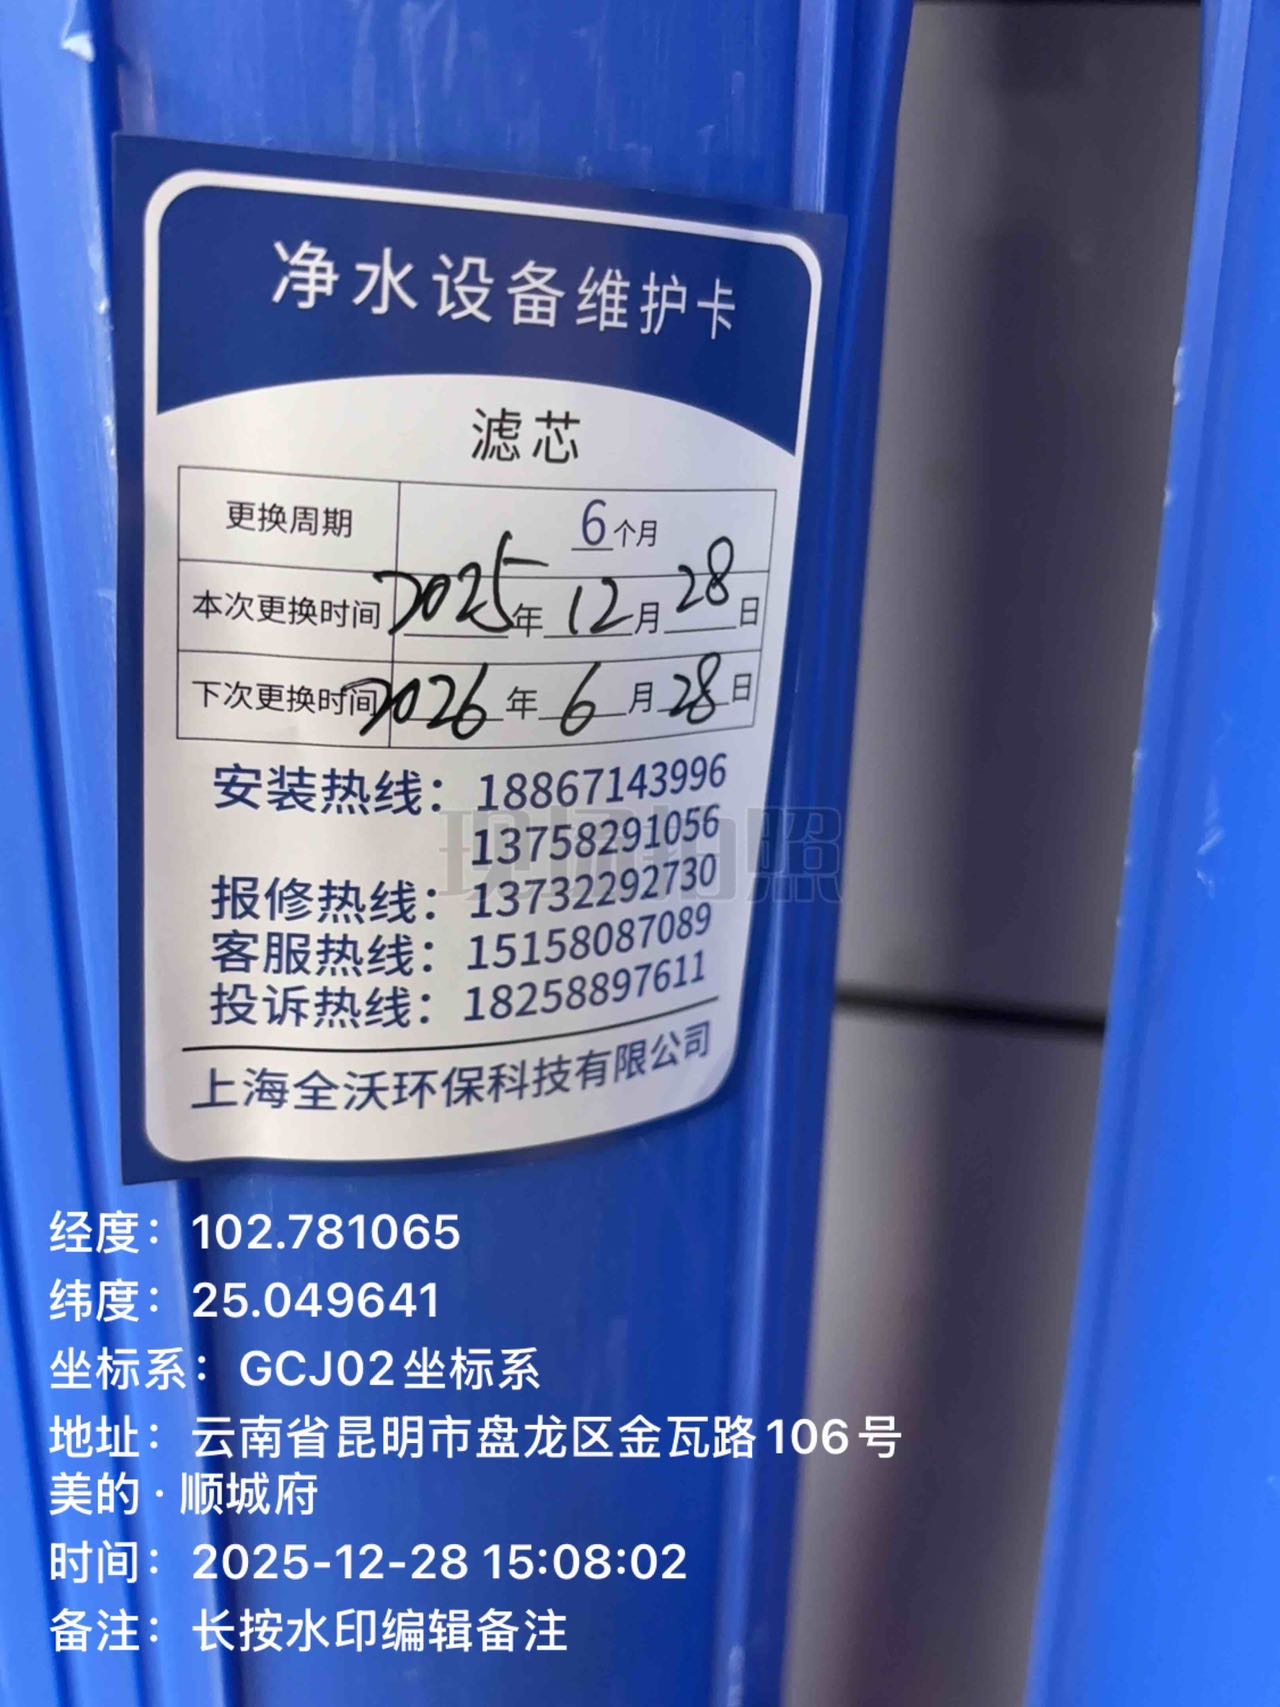 净水设备维护卡
滤芯
更换周期 6个月
本次更换时间 2025年12月28日
下次更换时间 2026年6月28日
安装热线：18867143996
13758291056
报修热线：13732292730
客服热线：15158087089
投诉热线：18258897611
上海全沃环保科技有限公司
现场拍照
经度：102.781065
纬度：25.049641
坐标系：GCJ02坐标系
地址：云南省昆明市盘龙区金瓦路106号
美的·顺城府
时间：2025-12-28 15:08:02
备注：长按水印编辑备注